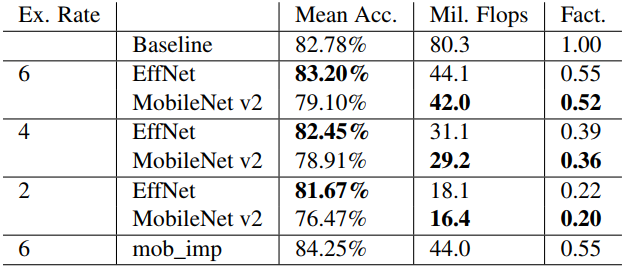 Ex. Rate Mean Acc. Mil. Flops Fact.
Baseline 82.78% 80.3 1.00
6 EffNet 83.20% 44.1 0.55
MobileNet v2 79.10% 42.0 0.52
4 EffNet 82.45% 31.1 0.39
MobileNet v2 78.91% 29.2 0.36
2 EffNet 81.67% 18.1 0.22
MobileNet v2 76.47% 16.4 0.20
6 mob_imp 84.25% 44.0 0.55